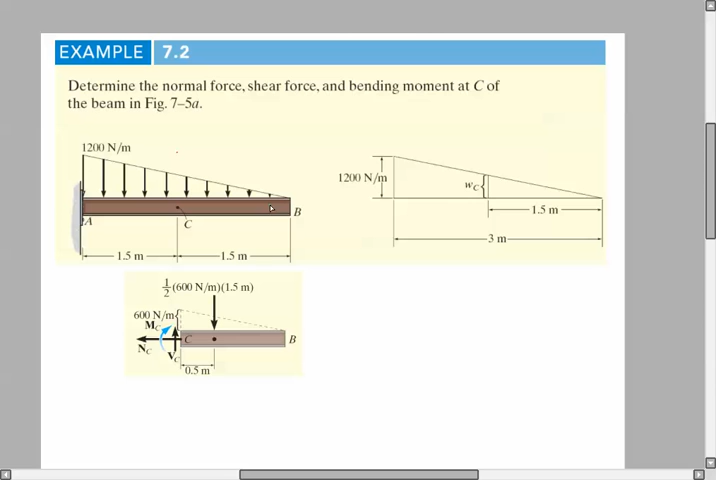 EXAMPLE 7.2
Determine the normal force, shear force, and bending moment at C of
the beam in Fig. 7–5a.
1200 N/m
A
C
B
1.5 m
1.5 m
1200 N/m
w_C
1.5 m
3 m
½(600 N/m)(1.5 m)
600 N/m
M_C
C
B
N_C
V_C
0.5 m